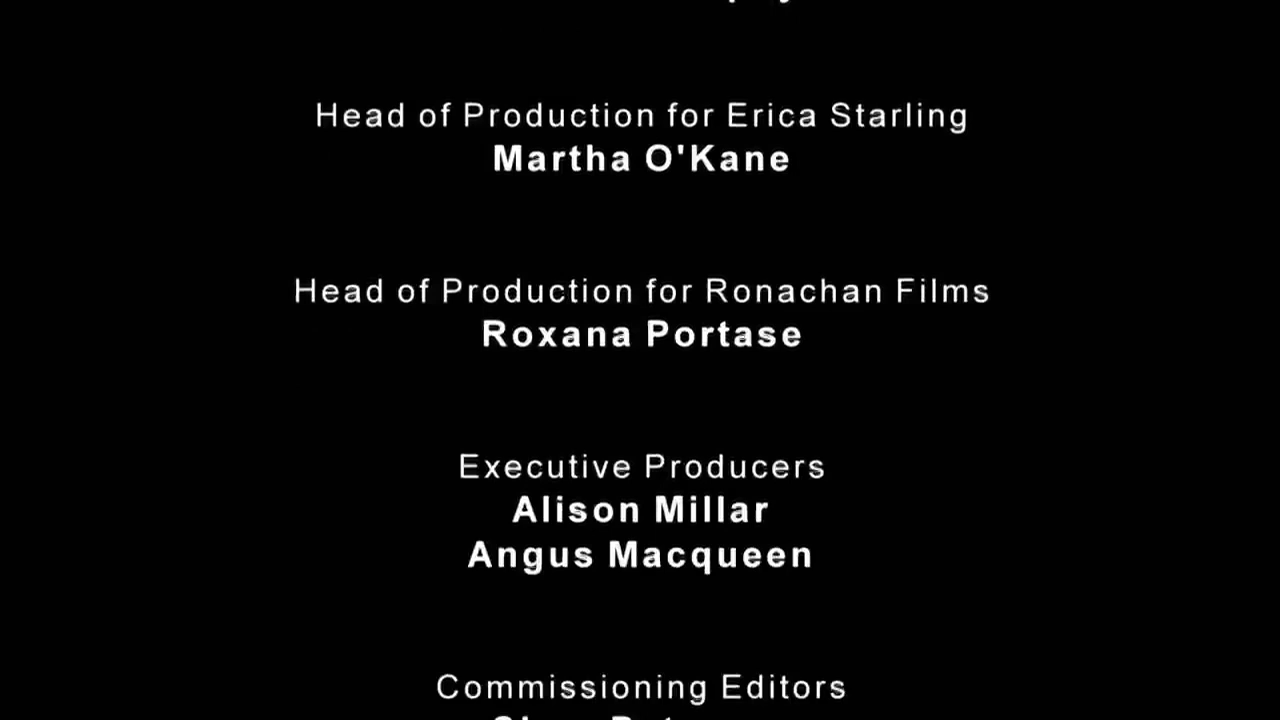 Head of Production for Erica Starling
Martha O'Kane
Head of Production for Ronachan Films
Roxana Portase
Executive Producers
Alison Millar
Angus Macqueen
Commissioning Editors